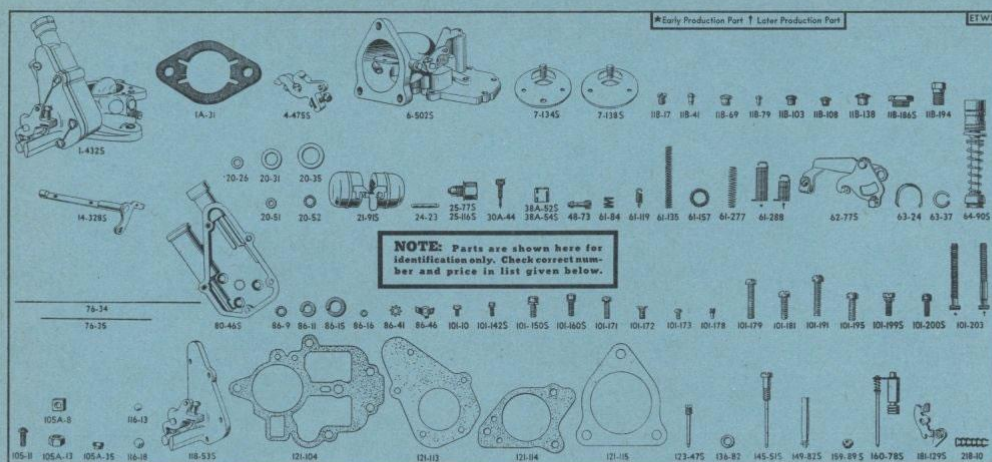 ★Early Production Part † Later Production Part
1-432S
1A-31
4-475S
6-502S
7-134S
7-138S
11B-17
11B-41
11B-69
11B-79
11B-103
11B-108
11B-138
11B-186S
11B-194
14-328S
20-26
20-31
20-35
20-51
20-52
21-91S
24-23
25-77S
25-116S
30A-44
38A-52S
38A-54S
48-73
61-84
61-119
61-135
61-157
61-277
61-288
62-77S
63-24
63-37
64-90S
NOTE: Parts are shown here for
identification only. Check correct num-
ber and price in list given below.
76-34
76-35
80-46S
86-9
86-11
86-15
86-16
86-41
86-46
101-10
101-142S
101-150S
101-160S
101-171
101-172
101-173
101-178
101-179
101-181
101-191
101-195
101-199S
101-200S
101-203
105A-8
116-13
105-11
105A-13
105A-35
116-18
118-53S
121-104
121-113
121-114
121-115
123-47S
136-82
145-51S
149-82S
159-89S
160-78S
181-129S
218-10